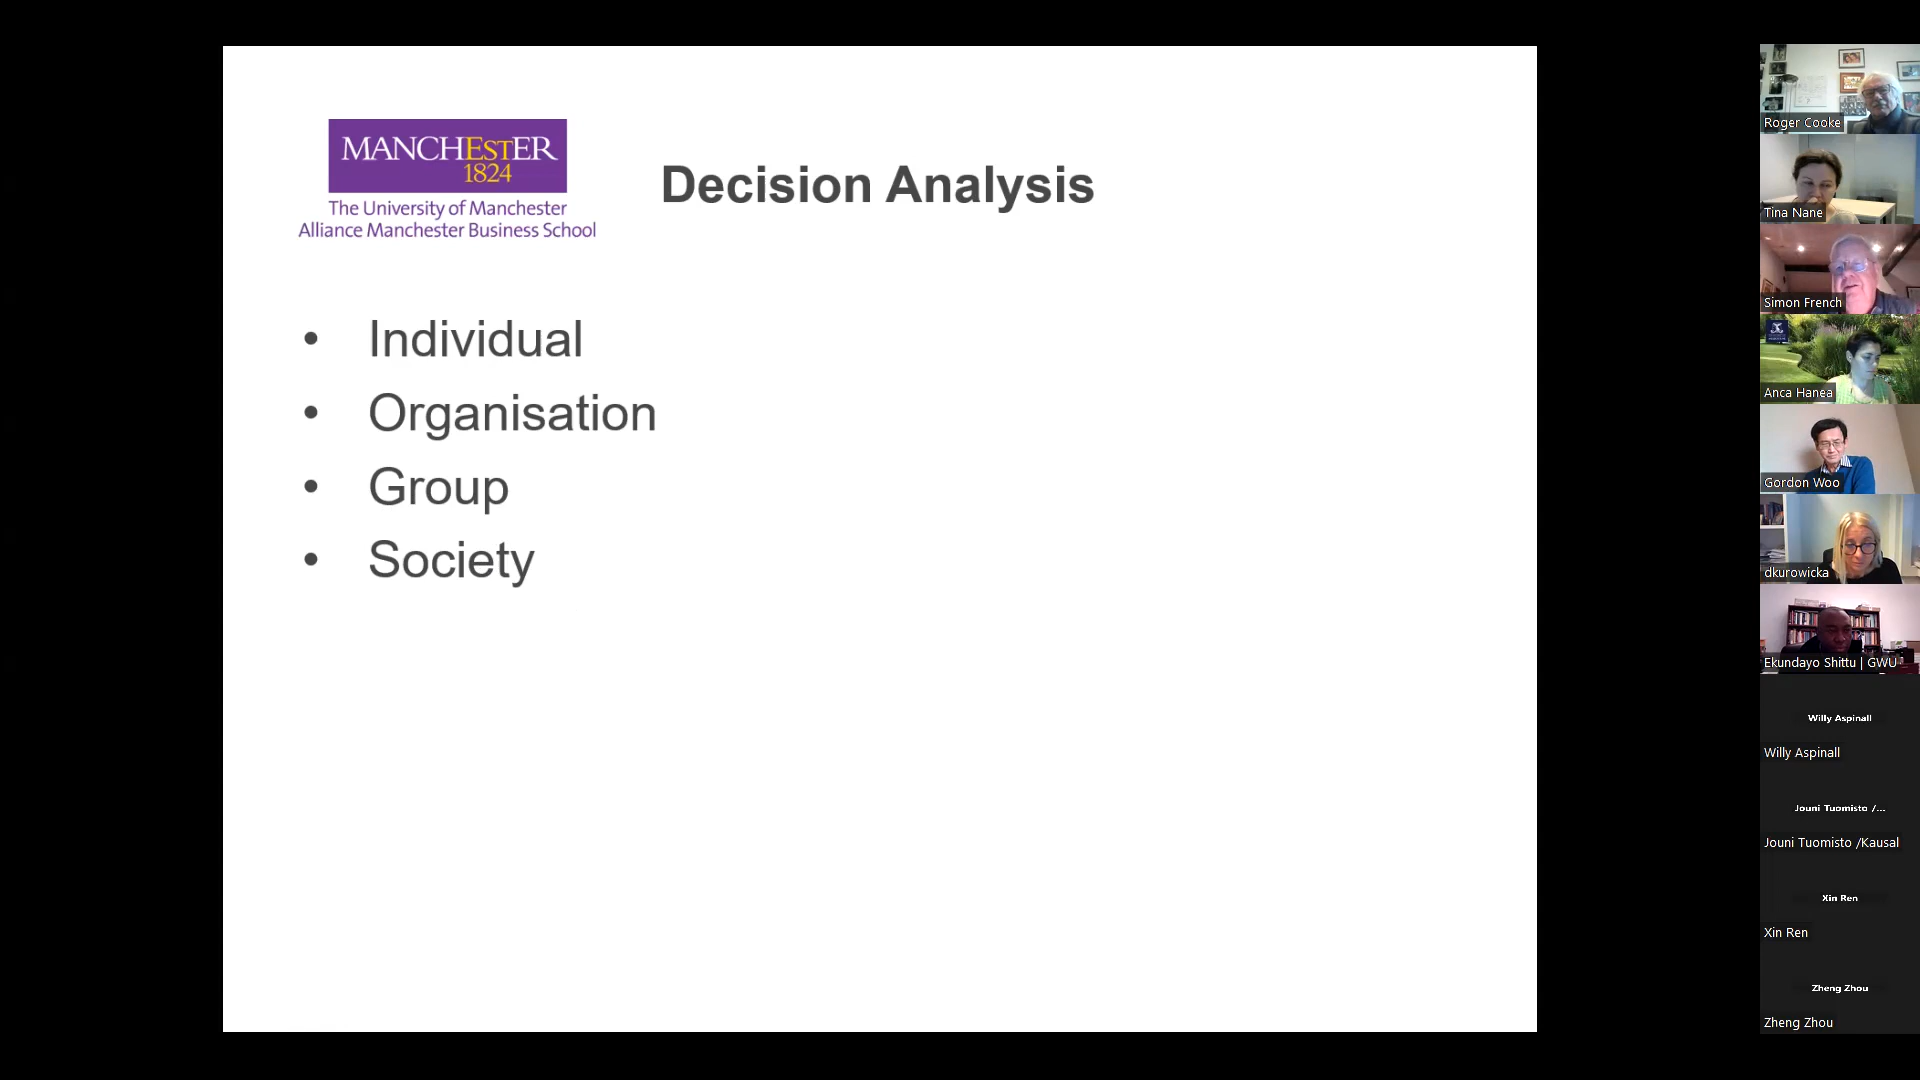 MANCHESTER
1824
The University of Manchester
Alliance Manchester Business School
Decision Analysis
• Individual
• Organisation
• Group
• Society
Roger Cooke
Tina Nane
Simon French
Anca Hanea
Gordon Woo
dkurowicka
Ekundayo Shittu | GWU
Willy Aspinall
Willy Aspinall
Jouni Tuomisto /...
Jouni Tuomisto /Kausal
Xin Ren
Xin Ren
Zheng Zhou
Zheng Zhou